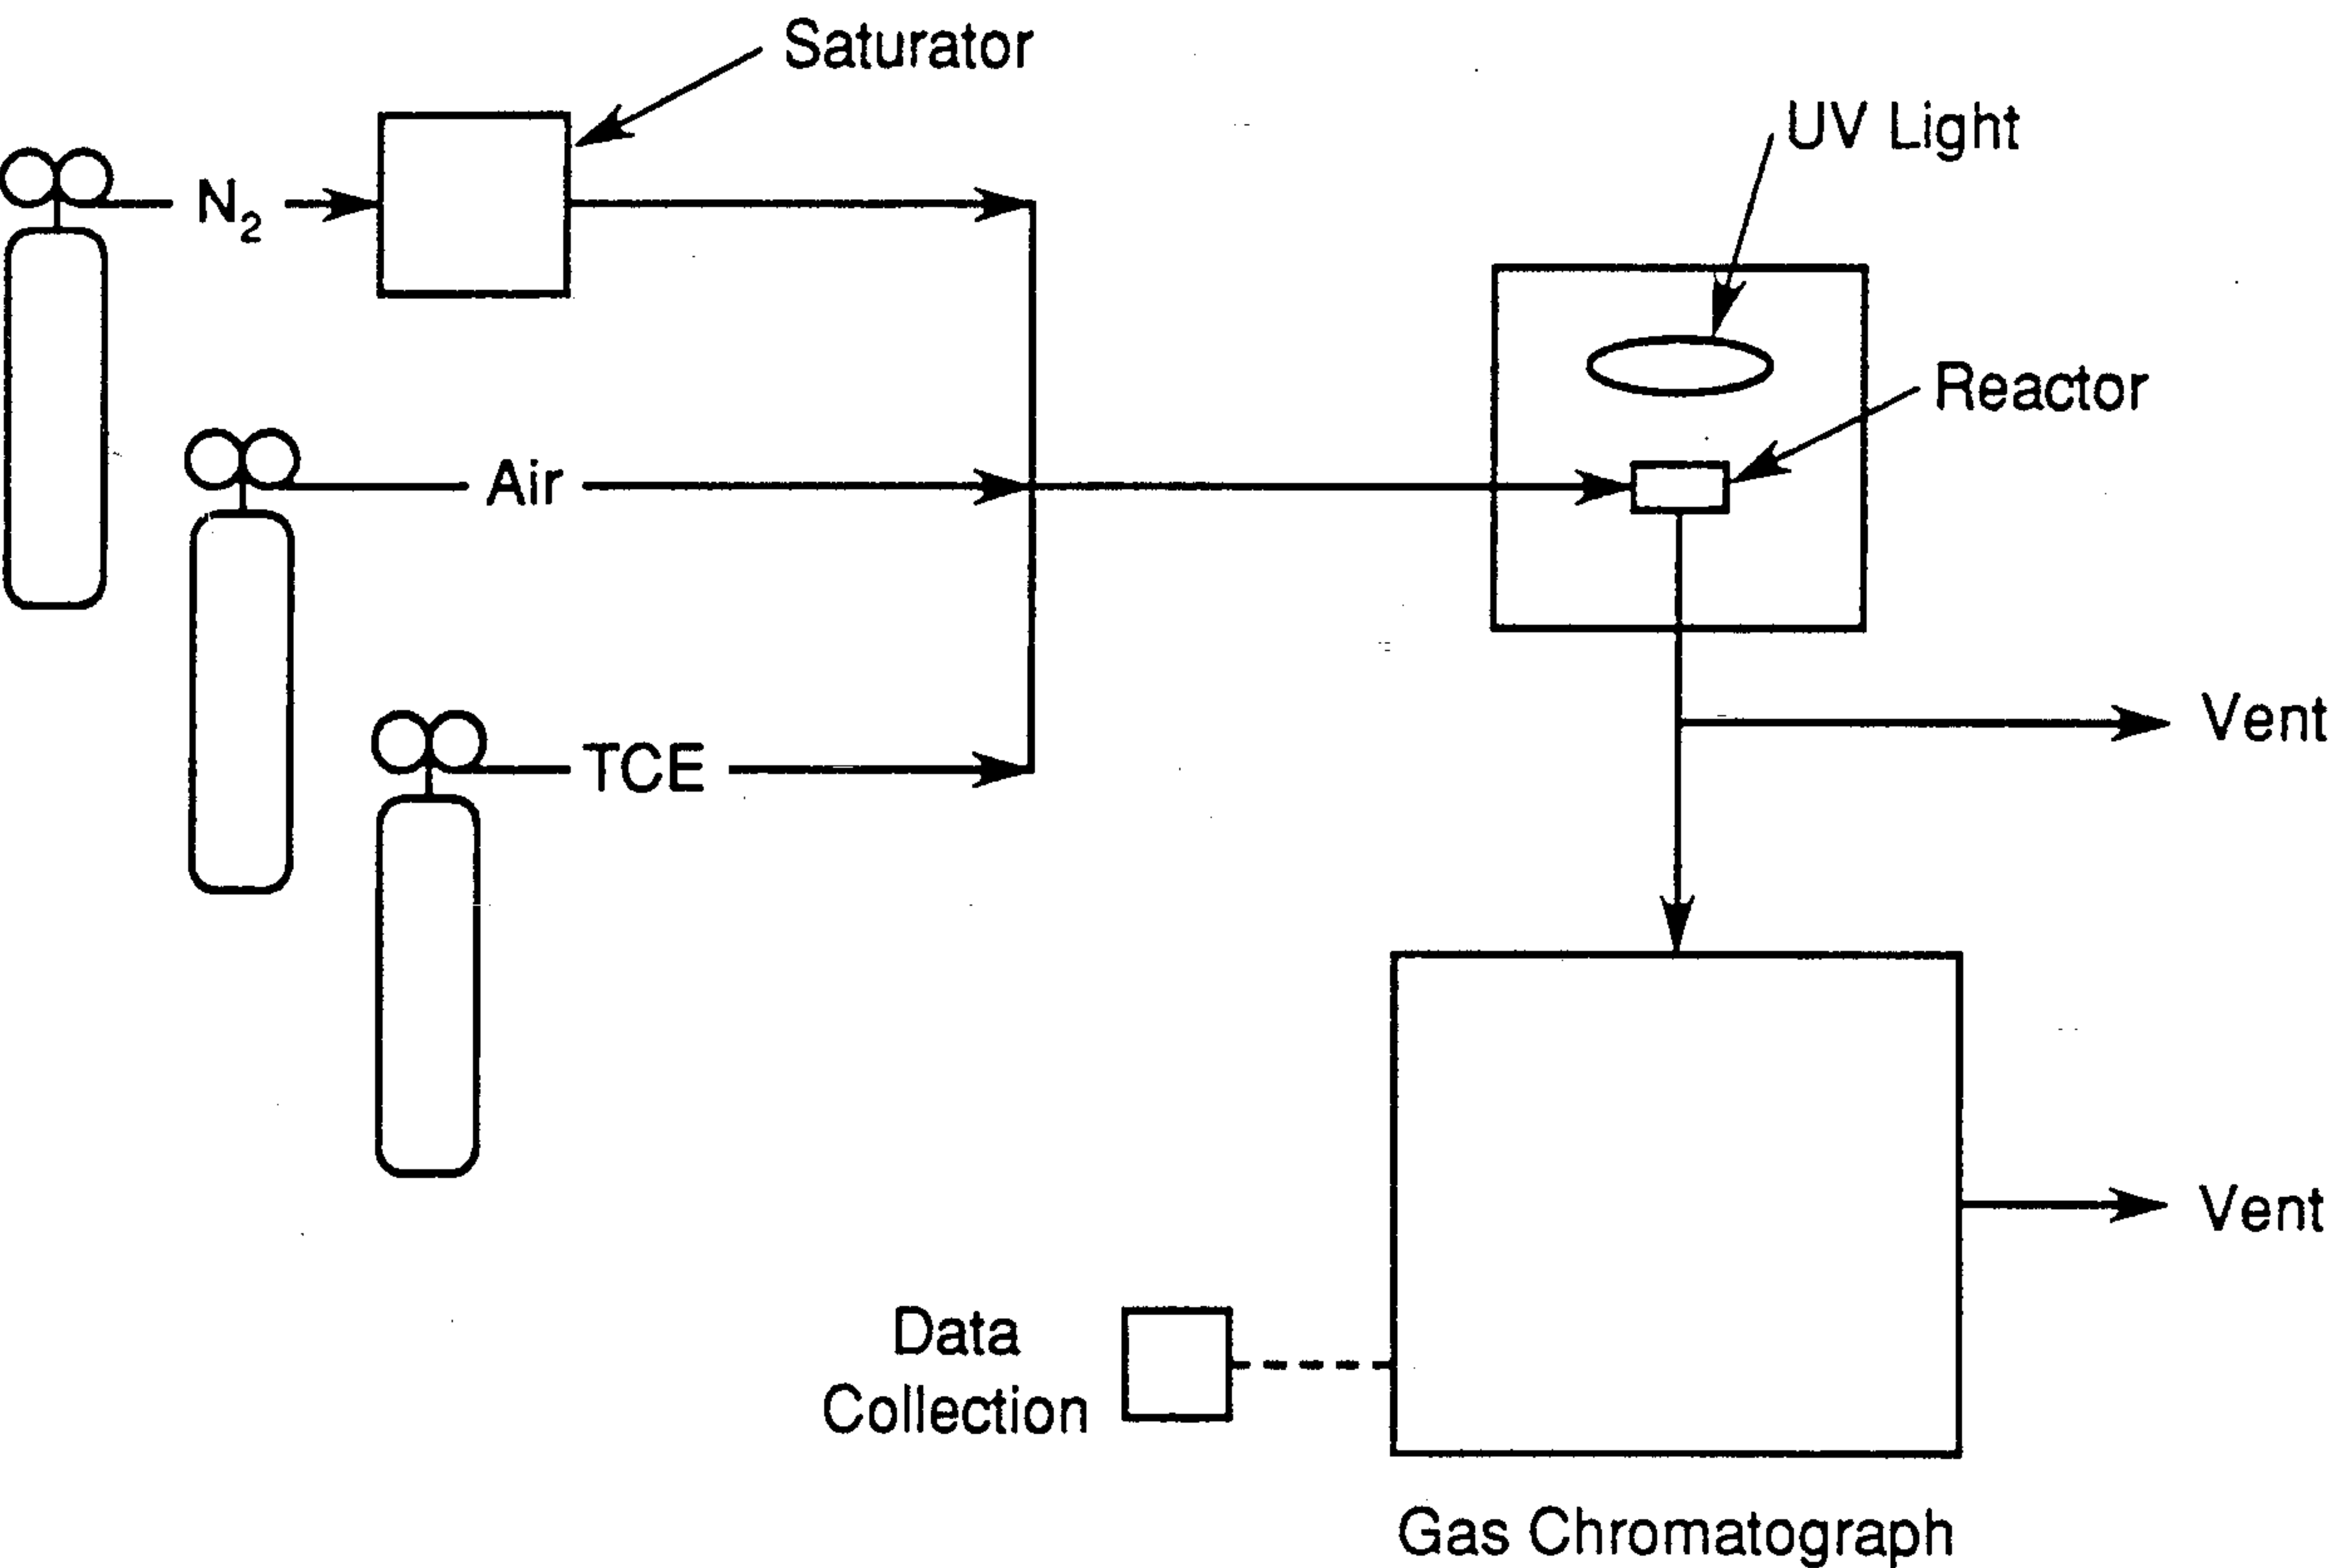 Saturator
UV Light
N₂
Reactor
Air
Vent
TCE
Vent
Data
Collection
Gas Chromatograph